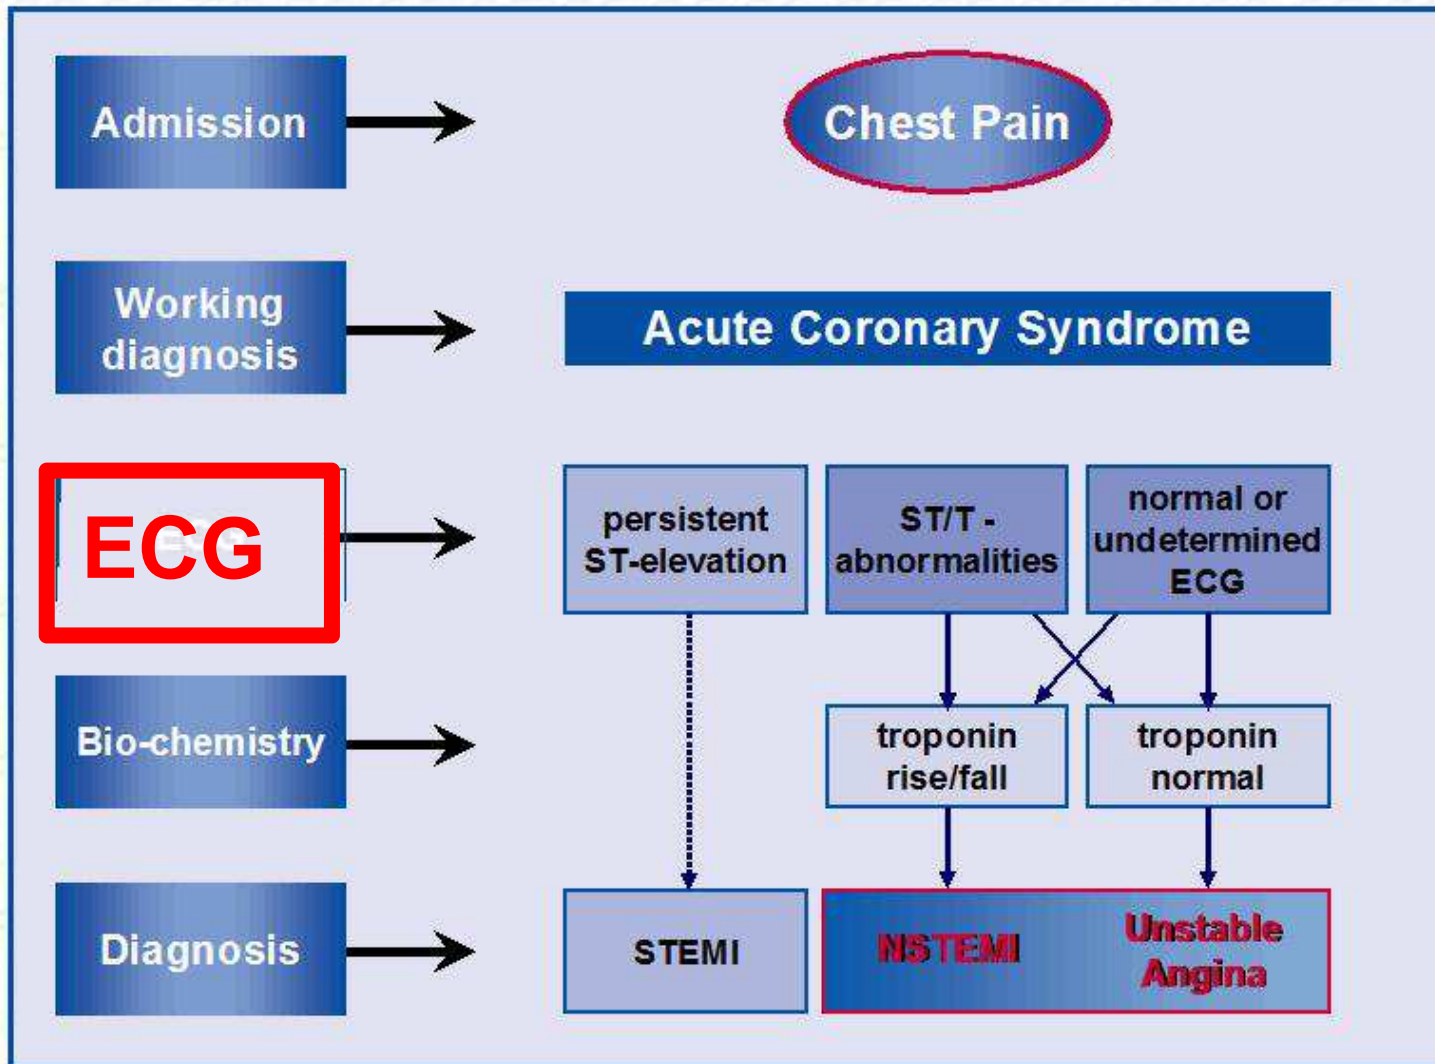 Admission
Chest Pain
Working
diagnosis
Acute Coronary Syndrome
ECG
persistent
ST-elevation
ST/T -
abnormalities
normal or
undetermined
ECG
Bio-chemistry
troponin
rise/fall
troponin
normal
Diagnosis
STEMI
NSTEMI
Unstable
Angina